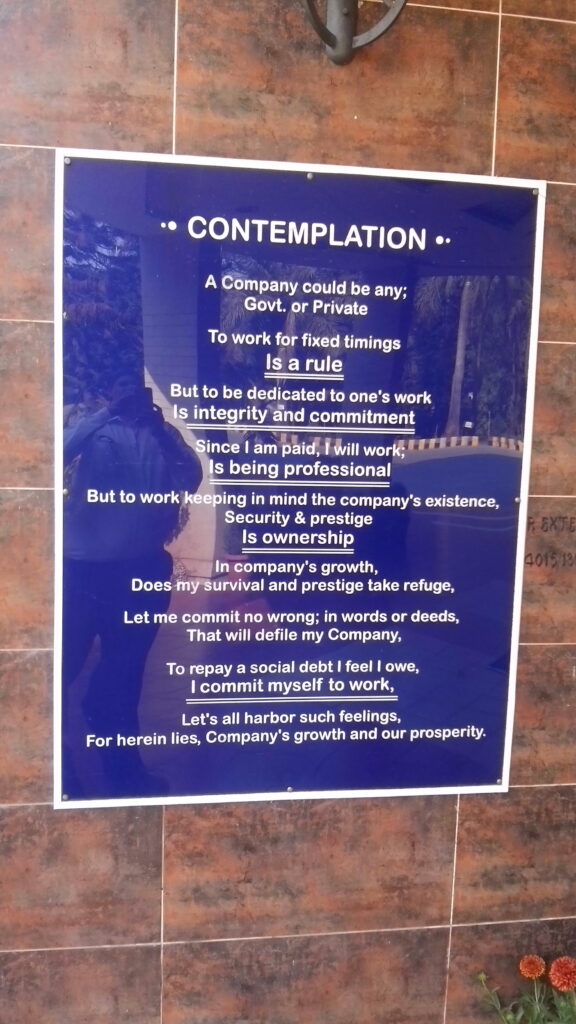 •• CONTEMPLATION ••
A Company could be any;
Govt. or Private
To work for fixed timings
Is a rule
But to be dedicated to one's work
Is integrity and commitment
Since I am paid, I will work;
Is being professional
But to work keeping in mind the company's existence,
Security & prestige
Is ownership
In company's growth,
Does my survival and prestige take refuge,
Let me commit no wrong; in words or deeds,
That will defile my Company,
To repay a social debt I feel I owe,
I commit myself to work,
Let's all harbor such feelings,
For herein lies, Company's growth and our prosperity.